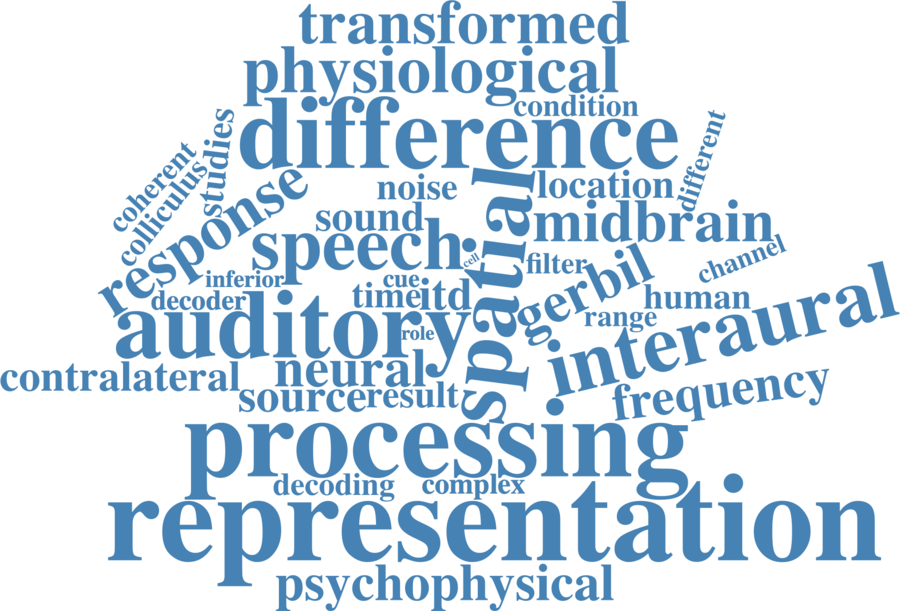 transformed
physiological
condition
difference
different
studies
coherent
colliculus
response
noise
spatial
location
sound
midbrain
speech
cell
filter
channel
inferior
cue
gerbil
decoder
time
itd
human
auditory
role
range
interaural
contralateral
neural
source
result
frequency
processing
decoding
complex
representation
psychophysical